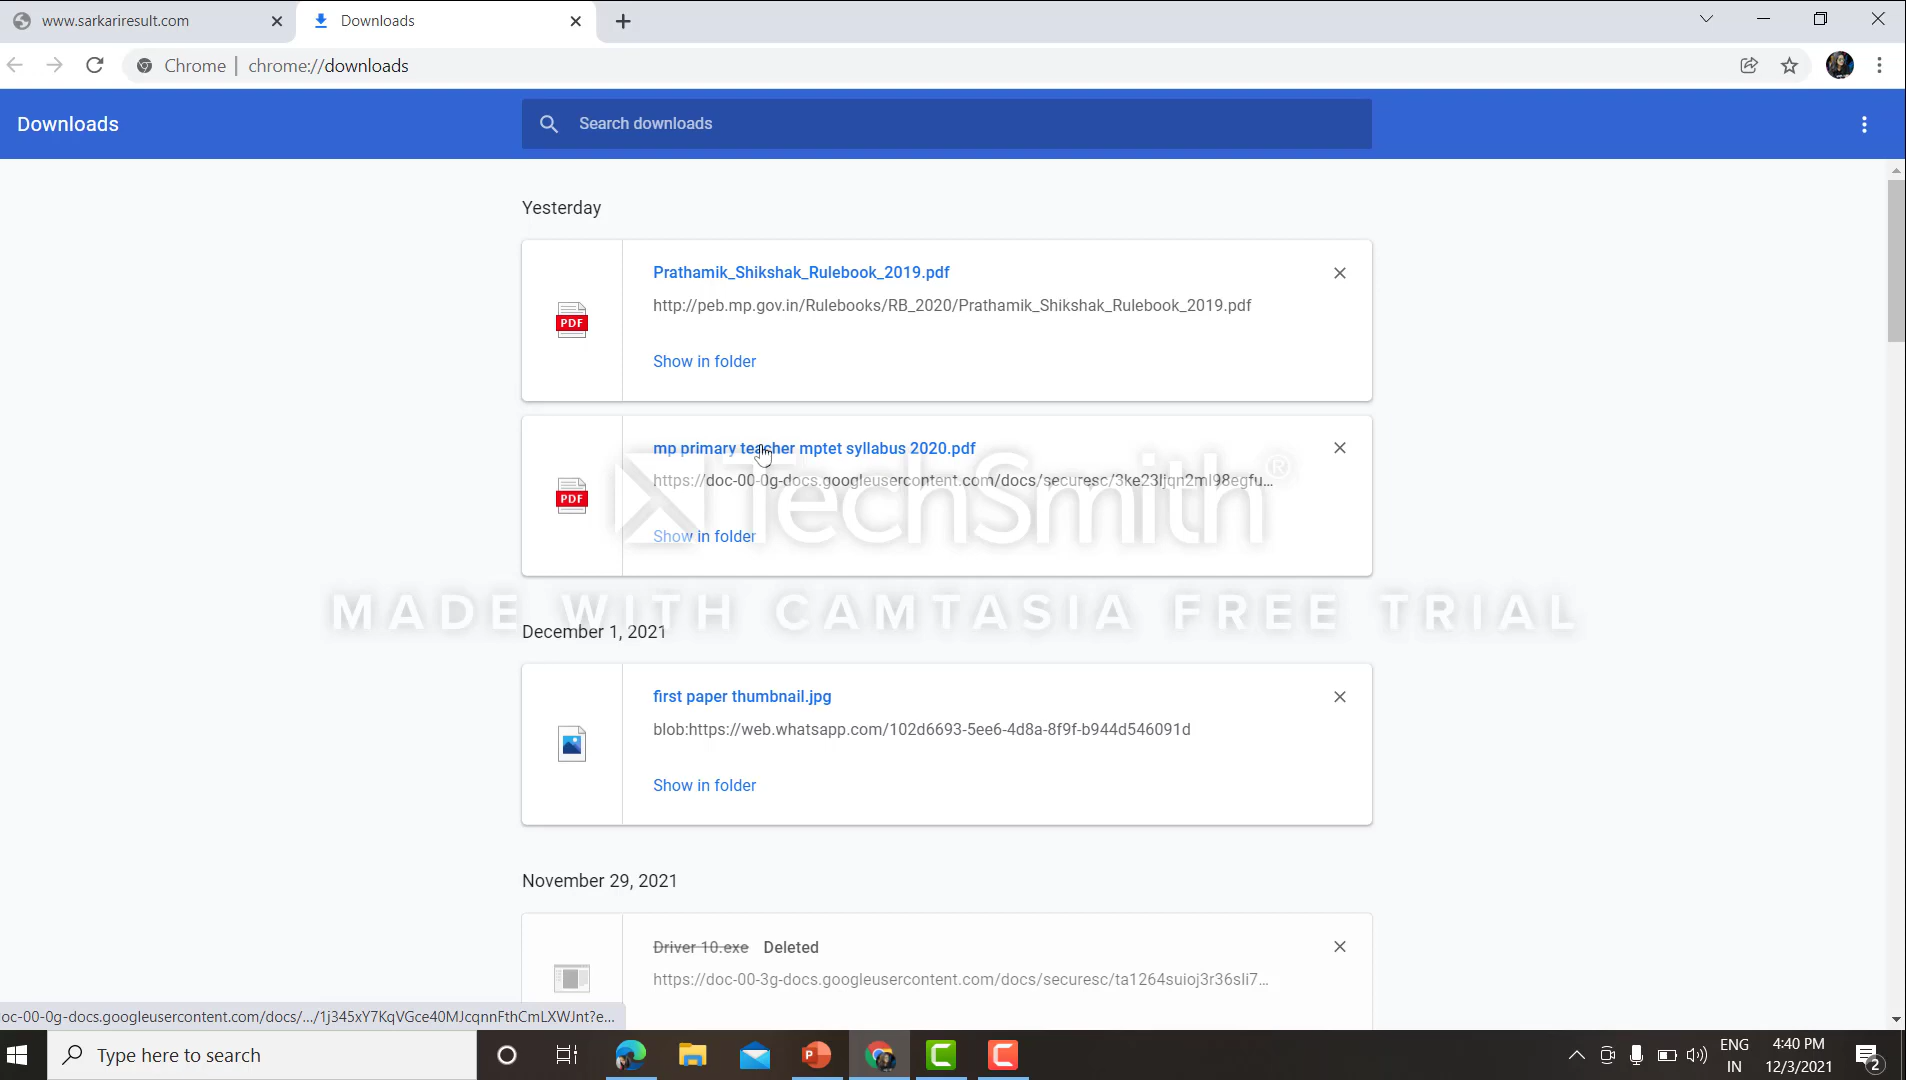 www.sarkariresult.com
Downloads
Chrome | chrome://downloads
Downloads
Search downloads
Yesterday
Prathamik_Shikshak_Rulebook_2019.pdf
http://peb.mp.gov.in/Rulebooks/RB_2020/Prathamik_Shikshak_Rulebook_2019.pdf
PDF
Show in folder
mp primary teacher mptet syllabus 2020.pdf
https://doc-00-0g-docs.googleusercontent.com/docs/securesc/3ke23ljqn2ml98egfu...
PDF
TechSmith®
Show in folder
MADE WITH CAMTASIA FREE TRIAL
December 1, 2021
first paper thumbnail.jpg
blob:https://web.whatsapp.com/102d6693-5ee6-4d8a-8f9f-b944d546091d
Show in folder
November 29, 2021
Driver 10.exe Deleted
https://doc-00-3g-docs.googleusercontent.com/docs/securesc/ta1264suioj3r36sli7...
oc-00-0g-docs.googleusercontent.com/docs/.../1j345xY7KqVGce40MJcqnnFthCmLXWJnt?e...
Type here to search
ENG
IN
4:40 PM
12/3/2021
2